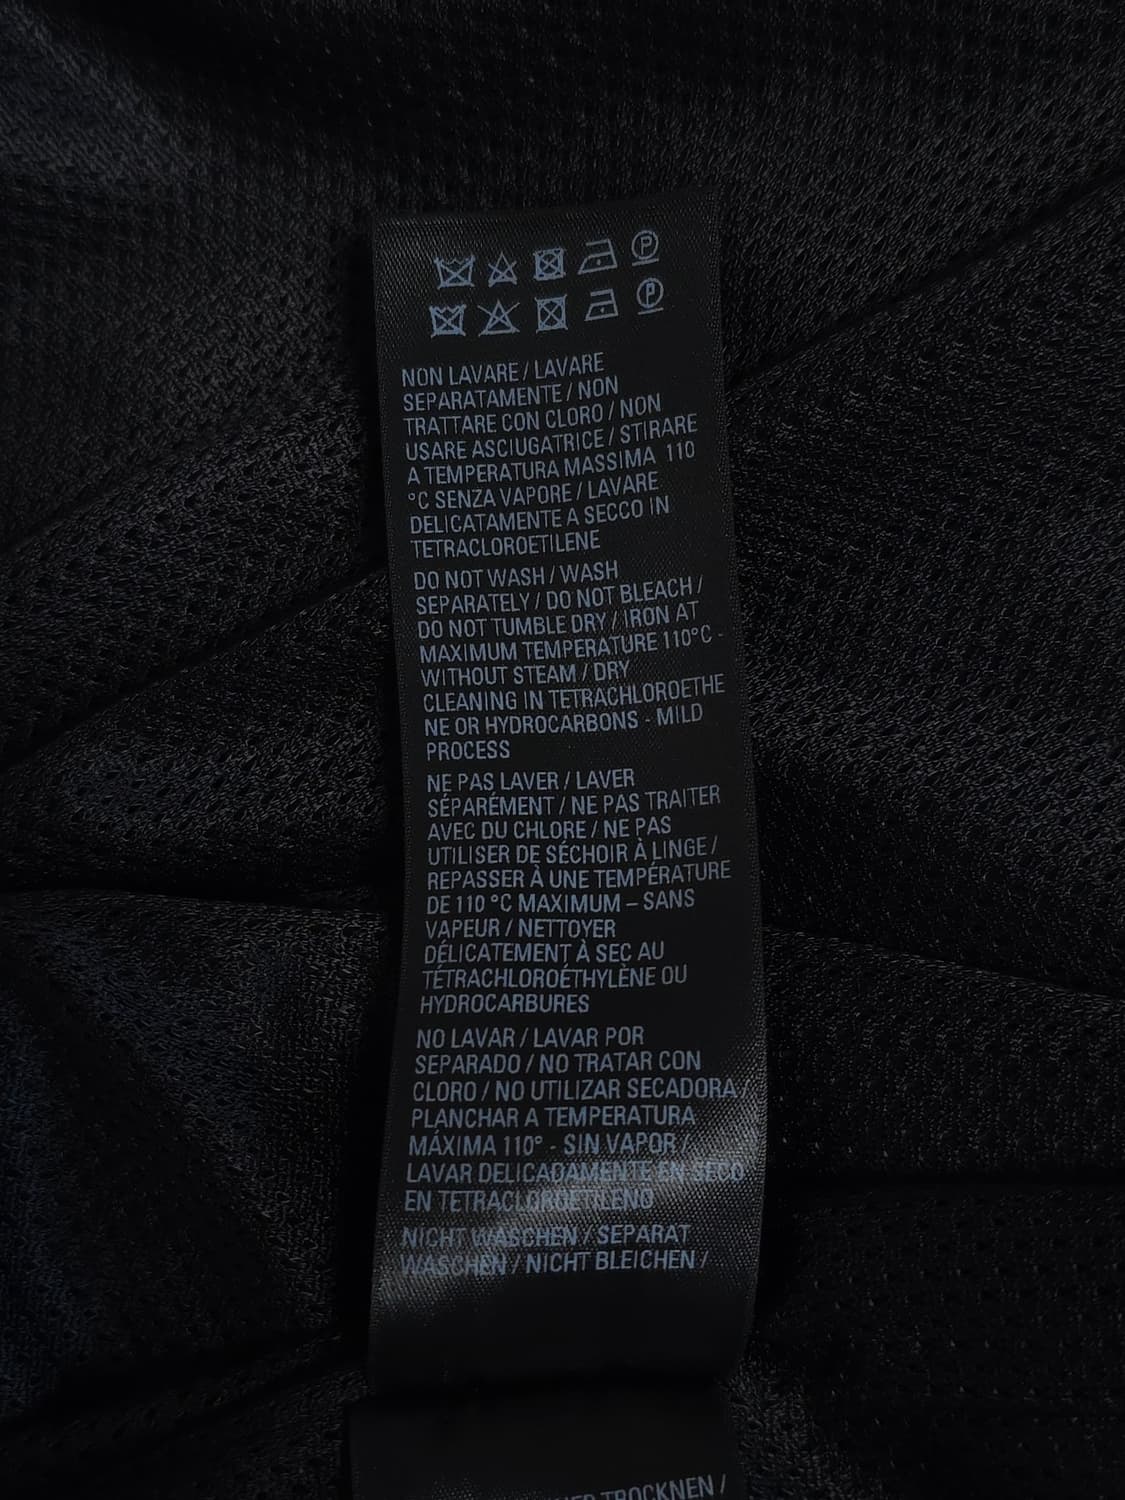 P
P
NON LAVARE / LAVARE
SEPARATAMENTE / NON
TRATTARE CON CLORO / NON
USARE ASCIUGATRICE / STIRARE
A TEMPERATURA MASSIMA 110
°C SENZA VAPORE / LAVARE
DELICATAMENTE A SECCO IN
TETRACLOROETILENE
DO NOT WASH / WASH
SEPARATELY / DO NOT BLEACH /
DO NOT TUMBLE DRY / IRON AT
MAXIMUM TEMPERATURE 110°C -
WITHOUT STEAM / DRY
CLEANING IN TETRACHLOROETHE
NE OR HYDROCARBONS - MILD
PROCESS
NE PAS LAVER / LAVER
SÉPARÉMENT / NE PAS TRAITER
AVEC DU CHLORE / NE PAS
UTILISER DE SÉCHOIR À LINGE /
REPASSER À UNE TEMPÉRATURE
DE 110 °C MAXIMUM – SANS
VAPEUR / NETTOYER
DÉLICATEMENT À SEC AU
TÉTRACHLOROÉTHYLÈNE OU
HYDROCARBURES
NO LAVAR / LAVAR POR
SEPARADO / NO TRATAR CON
CLORO / NO UTILIZAR SECADORA /
PLANCHAR A TEMPERATURA
MÁXIMA 110° - SIN VAPOR /
LAVAR DELICADAMENTE EN SECO
EN TETRACLOROETILENO
NICHT WASCHEN / SEPARAT
WASCHEN / NICHT BLEICHEN /
TROCKNEN /